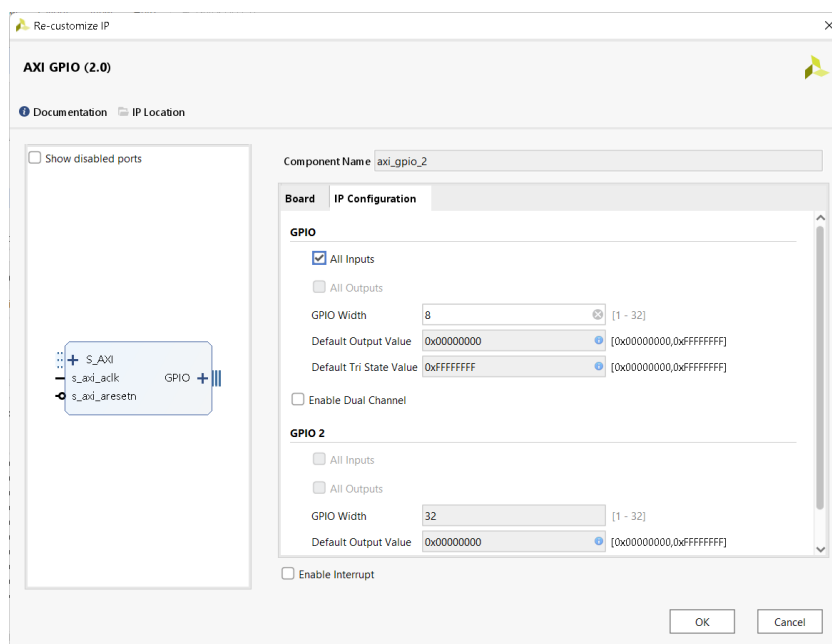 Re-customize IP
AXI GPIO (2.0)
Documentation IP Location
Show disabled ports
S_AXI
s_axi_aclk GPIO
s_axi_aresetn
Component Name axi_gpio_2
Board IP Configuration
GPIO
All Inputs
All Outputs
GPIO Width 8 [1 - 32]
Default Output Value 0x00000000 [0x00000000,0xFFFFFFFF]
Default Tri State Value 0xFFFFFFFF [0x00000000,0xFFFFFFFF]
Enable Dual Channel
GPIO 2
All Inputs
All Outputs
GPIO Width 32 [1 - 32]
Default Output Value 0x00000000 [0x00000000,0xFFFFFFFF]
Enable Interrupt
OK Cancel